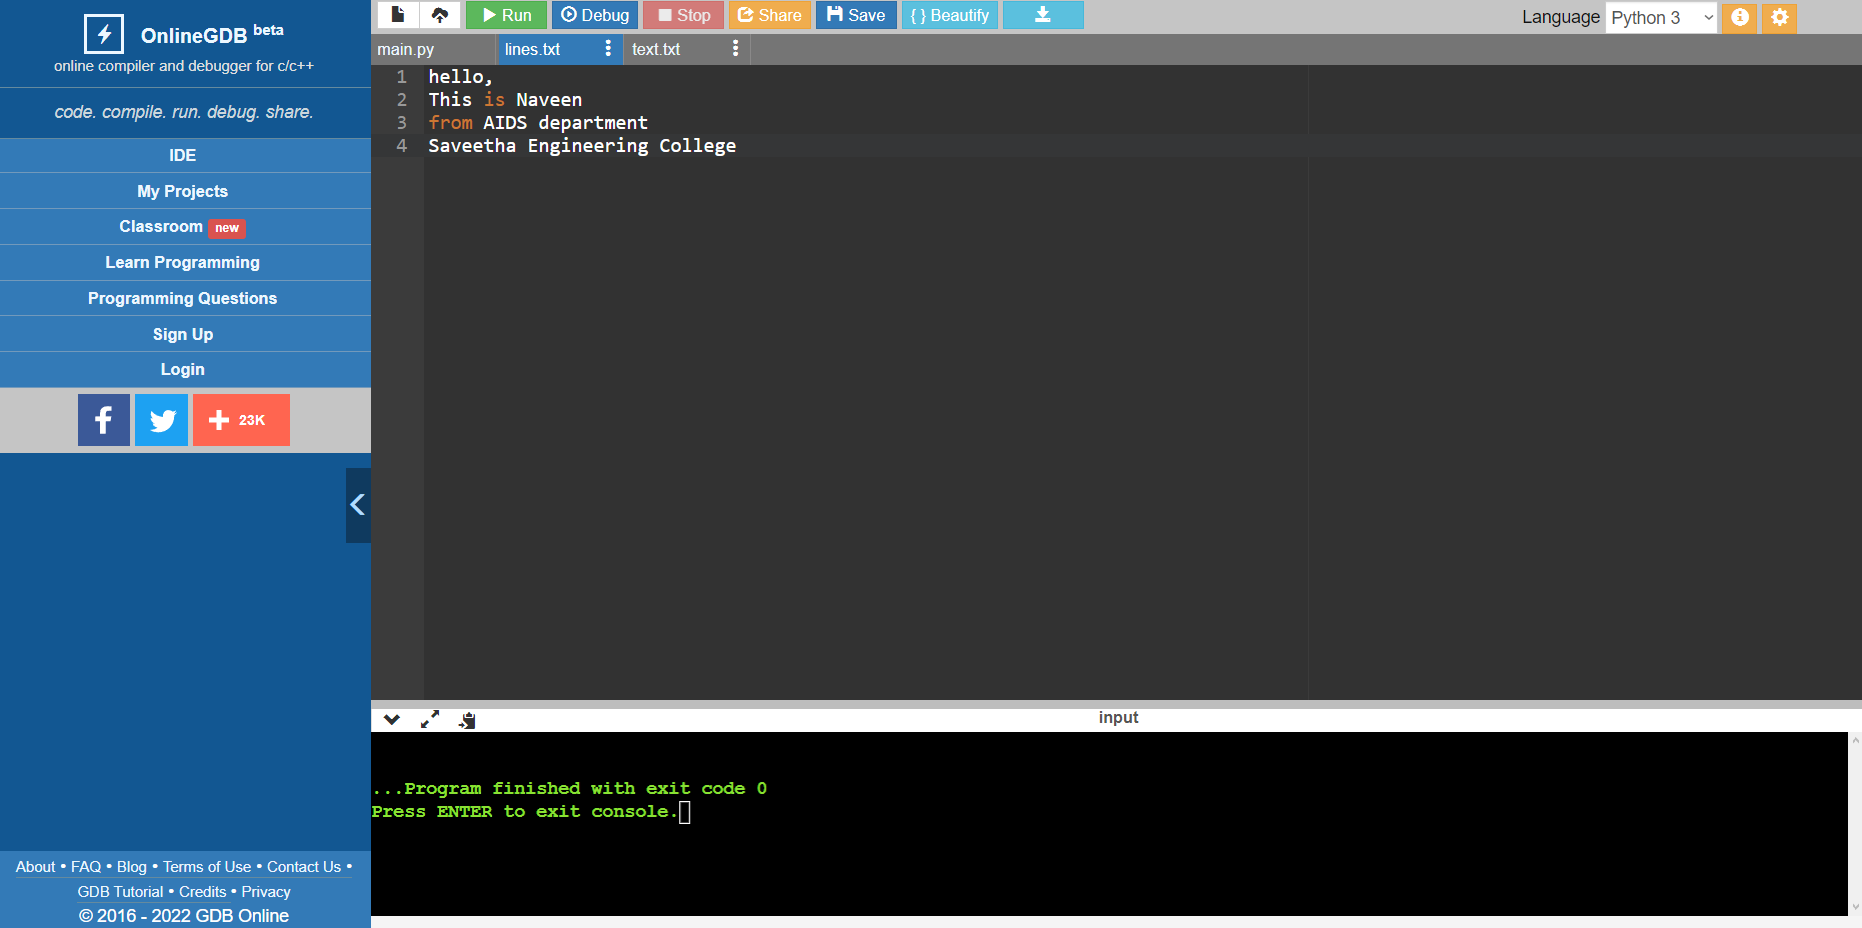 OnlineGDB beta
online compiler and debugger for c/c++
code. compile. run. debug. share.
IDE
My Projects
Classroom new
Learn Programming
Programming Questions
Sign Up
Login
f
23K
About • FAQ • Blog • Terms of Use • Contact Us •
GDB Tutorial • Credits • Privacy
© 2016 - 2022 GDB Online
Run Debug Stop Share Save { } Beautify
Language Python 3
main.py lines.txt text.txt
1 hello,
2 This is Naveen
3 from AIDS department
4 Saveetha Engineering College
input
...Program finished with exit code 0
Press ENTER to exit console.